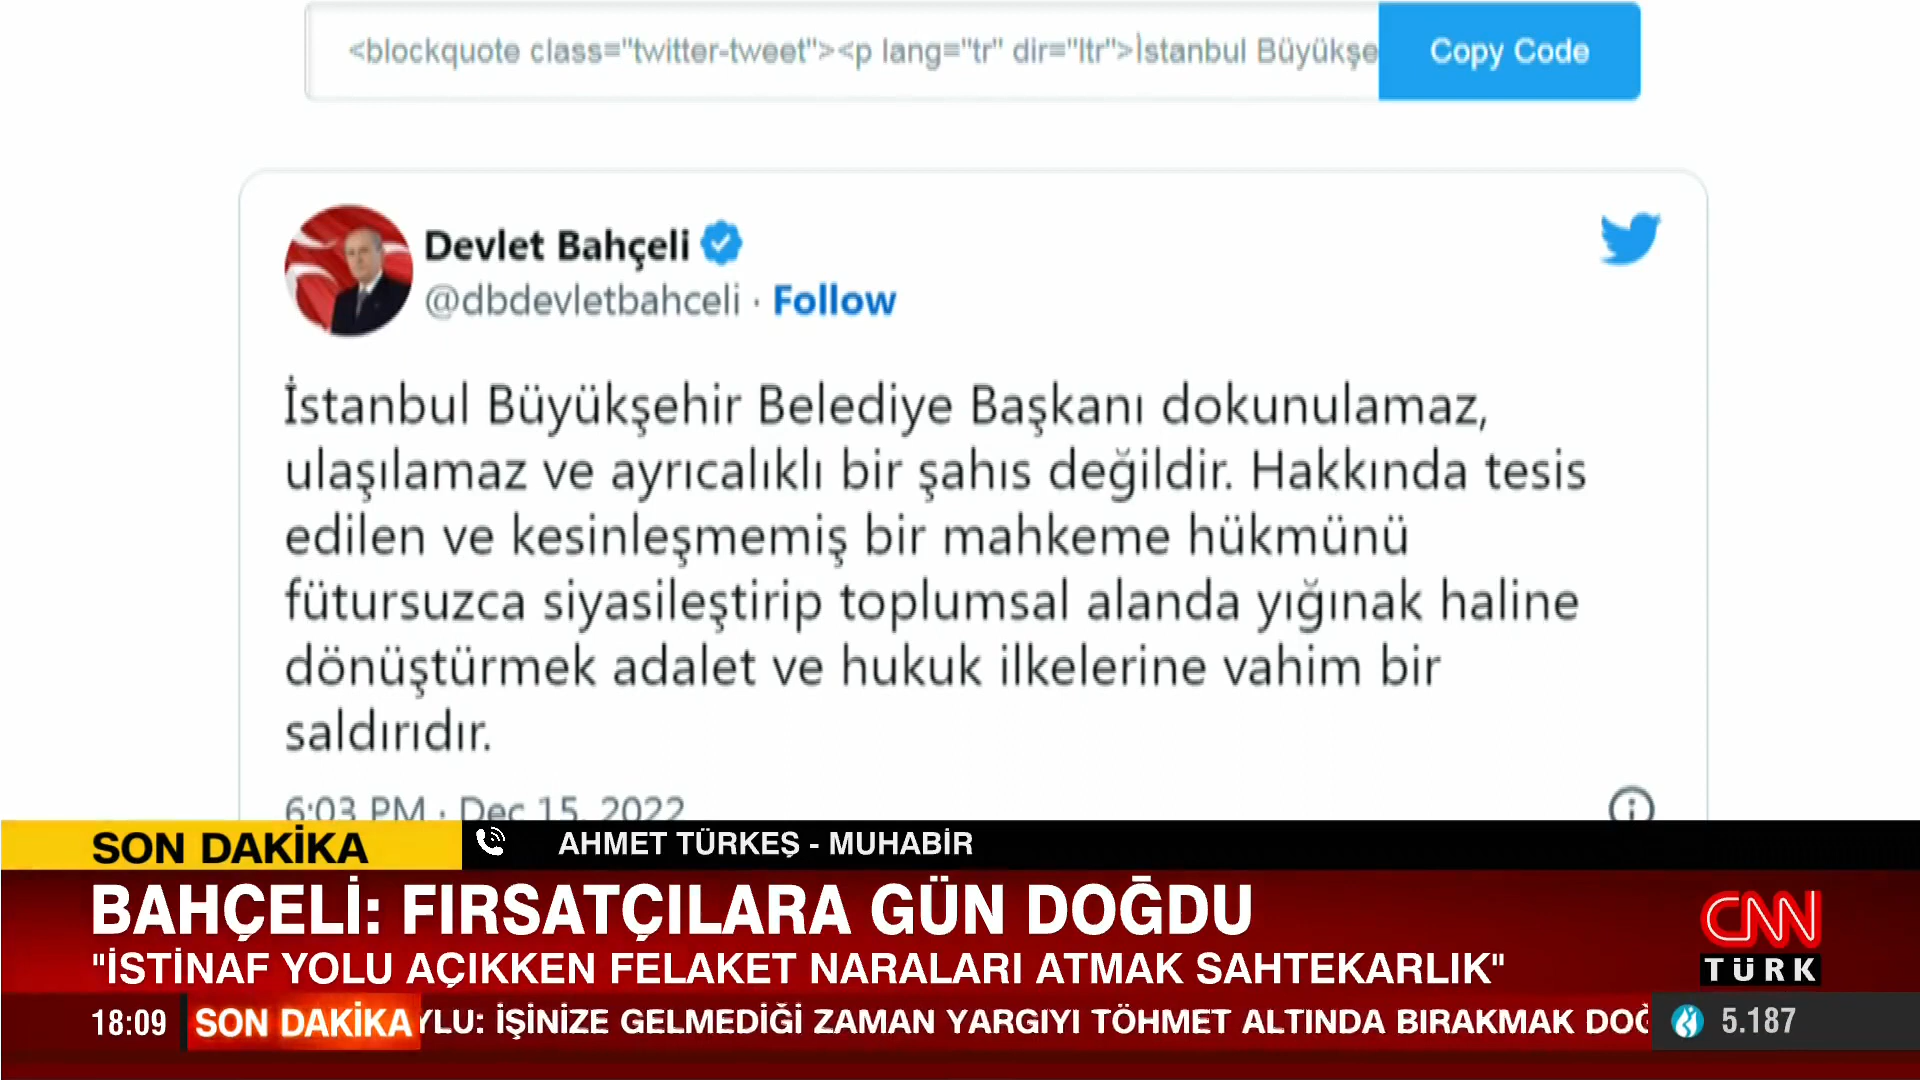 <blockquote class="twitter-tweet"><p lang="tr" dir="ltr">İstanbul Büyükşe
Copy Code
Devlet Bahçeli
@dbdevletbahceli · Follow
İstanbul Büyükşehir Belediye Başkanı dokunulamaz,
ulaşılamaz ve ayrıcalıklı bir şahıs değildir. Hakkında tesis
edilen ve kesinleşmemiş bir mahkeme hükmünü
fütursuzca siyasileştirip toplumsal alanda yığınak haline
dönüştürmek adalet ve hukuk ilkelerine vahim bir
saldırıdır.
6:03 PM · Dec 15, 2022
SON DAKİKA
AHMET TÜRKEŞ - MUHABİR
BAHÇELİ: FIRSATÇILARA GÜN DOĞDU
"İSTİNAF YOLU AÇIKKEN FELAKET NARALARI ATMAK SAHTEKARLIK"
CNN
TÜRK
18:09
SON DAKİKA
YLU: İŞİNİZE GELMEDİĞİ ZAMAN YARGIYI TÖHMET ALTINDA BIRAKMAK DOĞ
5.187